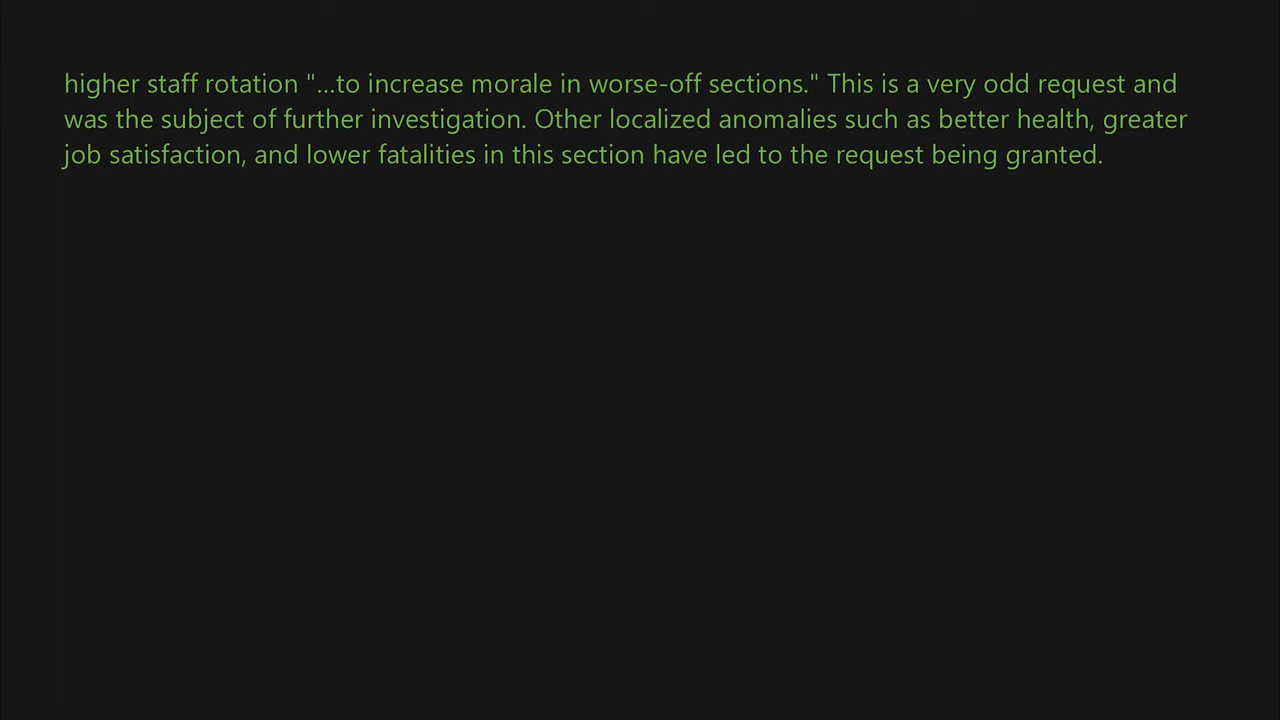 higher staff rotation "...to increase morale in worse-off sections." This is a very odd request and
was the subject of further investigation. Other localized anomalies such as better health, greater
job satisfaction, and lower fatalities in this section have led to the request being granted.